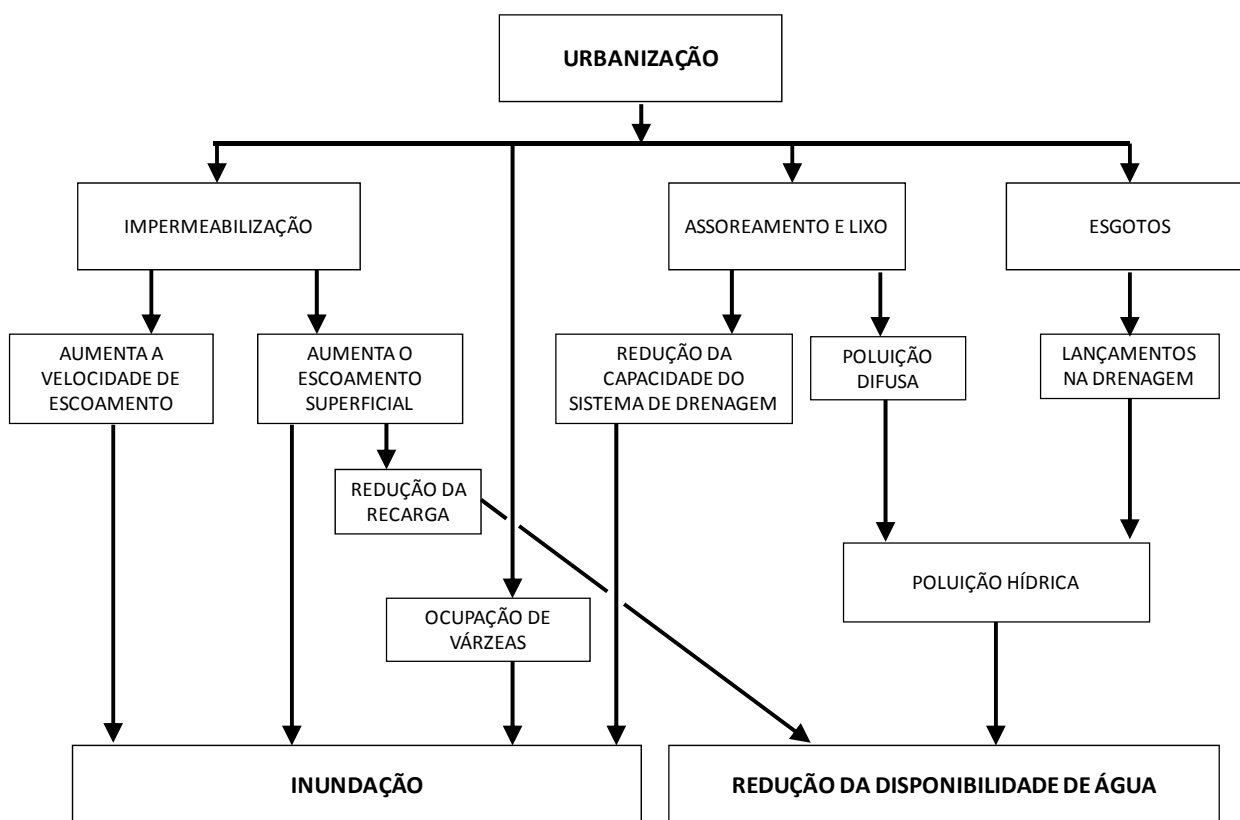 URBANIZAÇÃO
IMPERMEABILIZAÇÃO
ASSOREAMENTO E LIXO
ESGOTOS
AUMENTA A
VELOCIDADE DE
ESCOAMENTO
AUMENTA O
ESCOAMENTO
SUPERFICIAL
REDUÇÃO DA
CAPACIDADE DO
SISTEMA DE DRENAGEM
POLUIÇÃO
DIFUSA
LANÇAMENTOS
NA DRENAGEM
REDUÇÃO DA
RECARGA
POLUIÇÃO HÍDRICA
OCUPAÇÃO DE
VÁRZEAS
INUNDAÇÃO
REDUÇÃO DA DISPONIBILIDADE DE ÁGUA